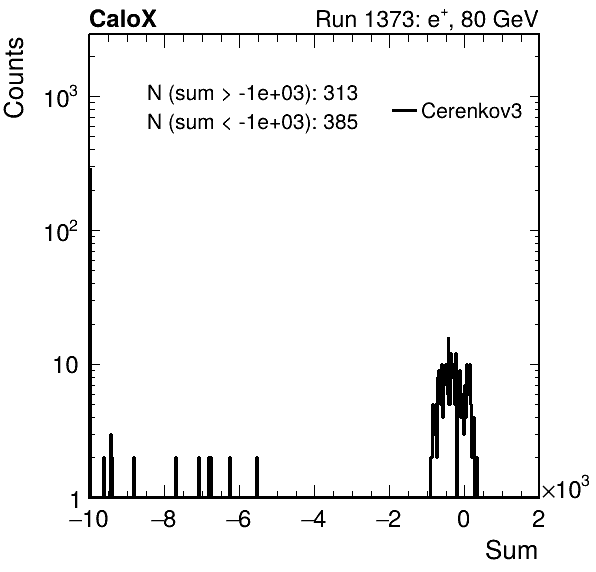 CaloX Run 1373: e⁺, 80 GeV
Counts
N (sum > -1e+03): 313
N (sum < -1e+03): 385
Cerenkov3
10³
10²
10
1
−10 −8 −6 −4 −2 0 2
×10³
Sum